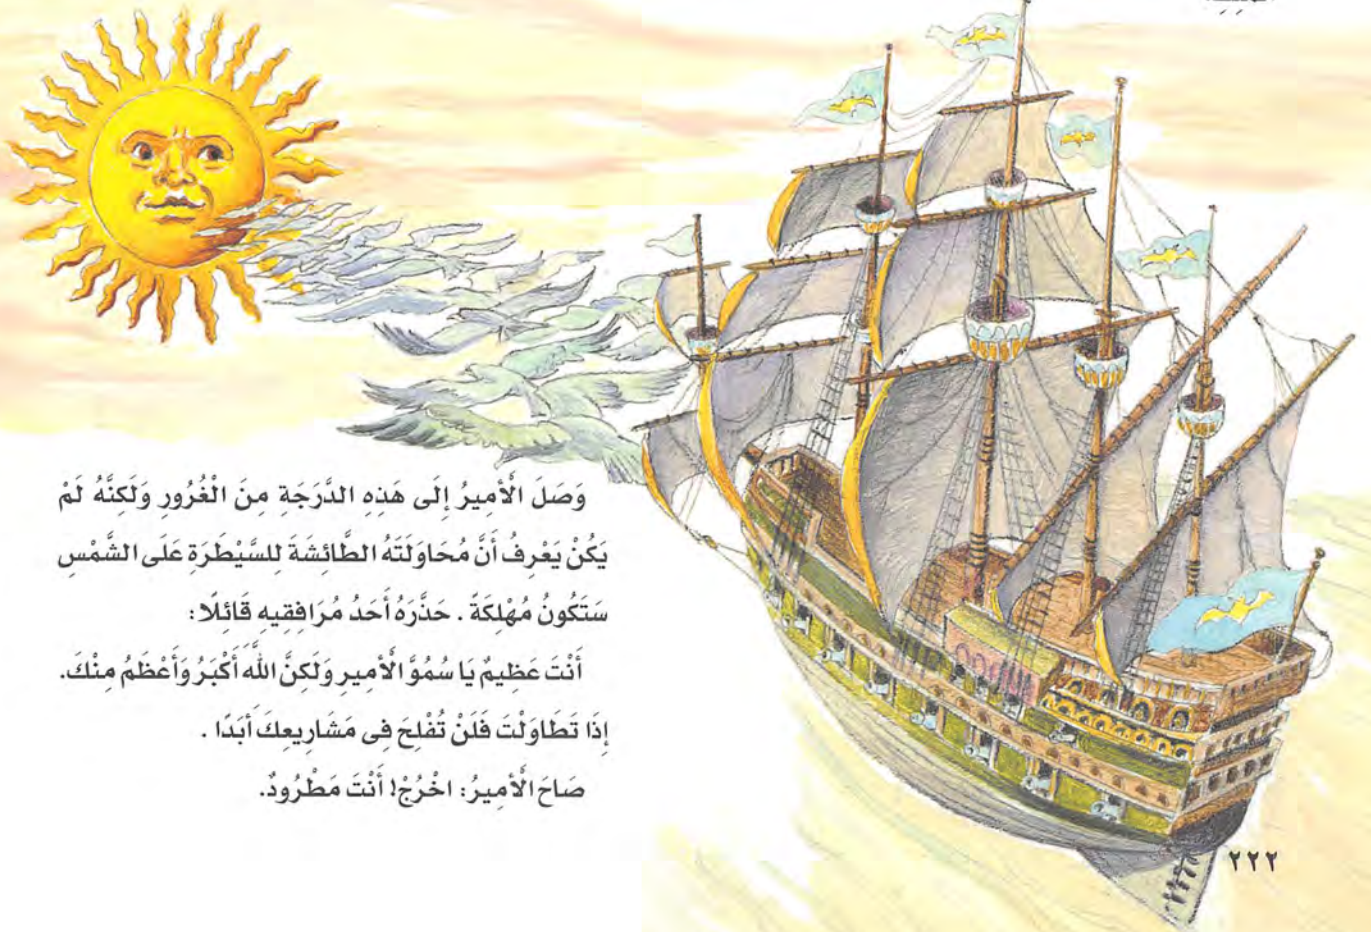 وَصَلَ الْأَمِيرُ إِلَى هَذِهِ الدَّرَجَةِ مِنَ الْغُرُورِ وَلَكِنَّهُ لَمْ
يَكُنْ يَعْرِفُ أَنَّ مُحَاوَلَتَهُ الطَّائِشَةَ لِلسَّيْطَرَةِ عَلَى الشَّمْسِ
سَتَكُونُ مُهْلِكَةً . حَذَّرَهُ أَحَدُ مُرَافِقِيهِ قَائِلًا :
أَنْتَ عَظِيمٌ يَا سُمُوَّ الْأَمِيرِ وَلَكِنَّ اللَّهَ أَكْبَرُ وَأَعْظَمُ مِنْكَ.
إِذَا تَطَاوَلْتَ فَلَنْ تُفْلِحَ فِى مَشَارِيعِكَ أَبَدًا .
صَاحَ الْأَمِيرُ: اخْرُجْ! أَنْتَ مَطْرُودٌ.
٢٢٢